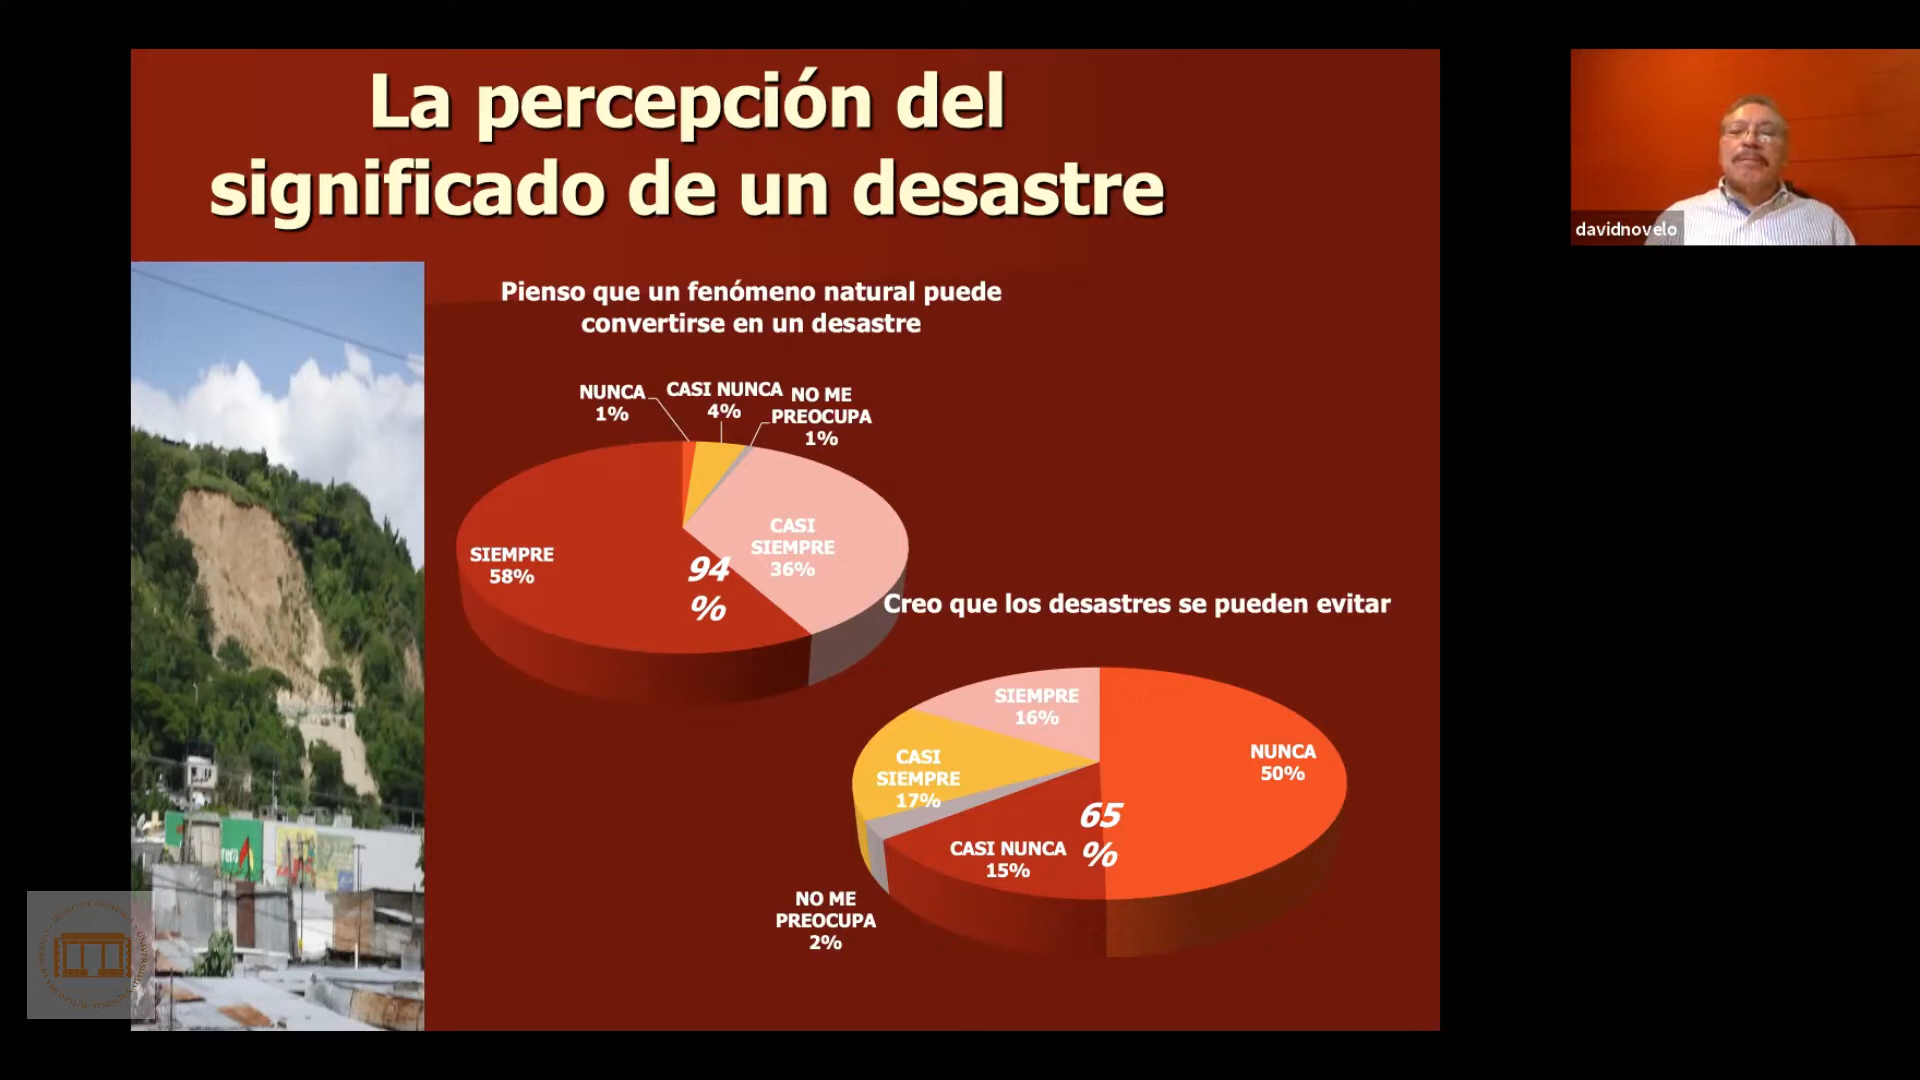 La percepción del
significado de un desastre
davidnovelo
Pienso que un fenómeno natural puede
convertirse en un desastre
NUNCA
1%
CASI NUNCA
4%
NO ME
PREOCUPA
1%
CASI
SIEMPRE
36%
SIEMPRE
58%
94
%
Creo que los desastres se pueden evitar
SIEMPRE
16%
NUNCA
50%
CASI
SIEMPRE
17%
65
%
CASI NUNCA
15%
NO ME
PREOCUPA
2%